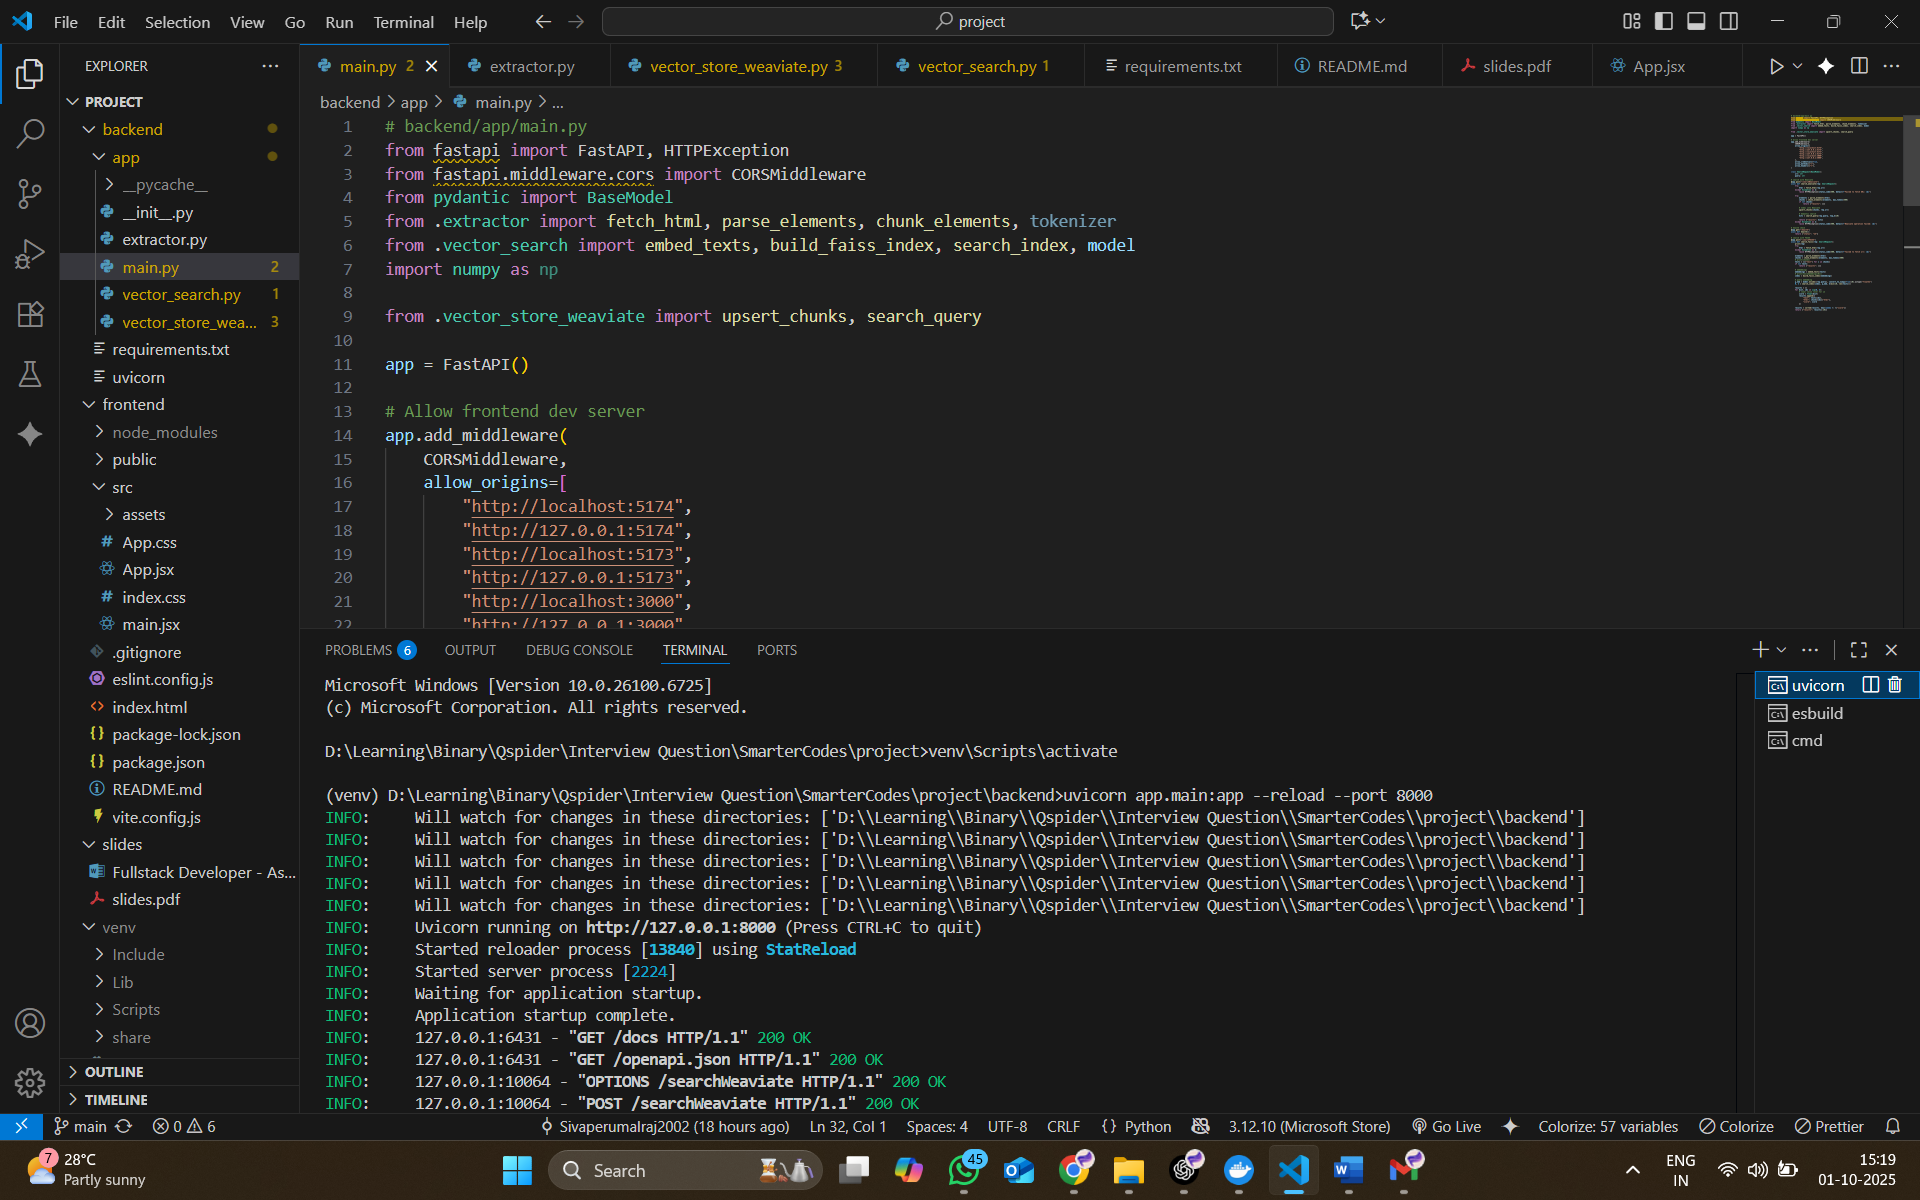 File Edit Selection View Go Run Terminal Help
project
EXPLORER
PROJECT
backend
app
__pycache__
__init__.py
extractor.py
main.py 2
vector_search.py 1
vector_store_wea... 3
requirements.txt
uvicorn
frontend
node_modules
public
src
assets
App.css
App.jsx
index.css
main.jsx
.gitignore
eslint.config.js
index.html
package-lock.json
package.json
README.md
vite.config.js
slides
Fullstack Developer - As...
slides.pdf
venv
Include
Lib
Scripts
share
OUTLINE
TIMELINE
main.py 2 extractor.py vector_store_weaviate.py 3 vector_search.py 1 requirements.txt README.md slides.pdf App.jsx
backend > app > main.py > ...
1 # backend/app/main.py
2 from fastapi import FastAPI, HTTPException
3 from fastapi.middleware.cors import CORSMiddleware
4 from pydantic import BaseModel
5 from .extractor import fetch_html, parse_elements, chunk_elements, tokenizer
6 from .vector_search import embed_texts, build_faiss_index, search_index, model
7 import numpy as np
8
9 from .vector_store_weaviate import upsert_chunks, search_query
10
11 app = FastAPI()
12
13 # Allow frontend dev server
14 app.add_middleware(
15 CORSMiddleware,
16 allow_origins=[
17 "http://localhost:5174",
18 "http://127.0.0.1:5174",
19 "http://localhost:5173",
20 "http://127.0.0.1:5173",
21 "http://localhost:3000",
22 "http://127.0.0.1:3000"
PROBLEMS 6 OUTPUT DEBUG CONSOLE TERMINAL PORTS
Microsoft Windows [Version 10.0.26100.6725]
(c) Microsoft Corporation. All rights reserved.
D:\Learning\Binary\Qspider\Interview Question\SmarterCodes\project>venv\Scripts\activate
(venv) D:\Learning\Binary\Qspider\Interview Question\SmarterCodes\project\backend>uvicorn app.main:app --reload --port 8000
INFO: Will watch for changes in these directories: ['D:\\Learning\\Binary\\Qspider\\Interview Question\\SmarterCodes\\project\\backend']
INFO: Will watch for changes in these directories: ['D:\\Learning\\Binary\\Qspider\\Interview Question\\SmarterCodes\\project\\backend']
INFO: Will watch for changes in these directories: ['D:\\Learning\\Binary\\Qspider\\Interview Question\\SmarterCodes\\project\\backend']
INFO: Will watch for changes in these directories: ['D:\\Learning\\Binary\\Qspider\\Interview Question\\SmarterCodes\\project\\backend']
INFO: Will watch for changes in these directories: ['D:\\Learning\\Binary\\Qspider\\Interview Question\\SmarterCodes\\project\\backend']
INFO: Uvicorn running on http://127.0.0.1:8000 (Press CTRL+C to quit)
INFO: Started reloader process [13840] using StatReload
INFO: Started server process [2224]
INFO: Waiting for application startup.
INFO: Application startup complete.
INFO: 127.0.0.1:6431 - "GET /docs HTTP/1.1" 200 OK
INFO: 127.0.0.1:6431 - "GET /openapi.json HTTP/1.1" 200 OK
INFO: 127.0.0.1:10064 - "OPTIONS /searchWeaviate HTTP/1.1" 200 OK
INFO: 127.0.0.1:10064 - "POST /searchWeaviate HTTP/1.1" 200 OK
uvicorn
esbuild
cmd
main 0 6 Sivaperumalraj2002 (18 hours ago) Ln 32, Col 1 Spaces: 4 UTF-8 CRLF {} Python 3.12.10 (Microsoft Store) Go Live Colorize: 57 variables Colorize Prettier
7 28°C
Partly sunny
Search
45
ENG
IN
15:19
01-10-2025